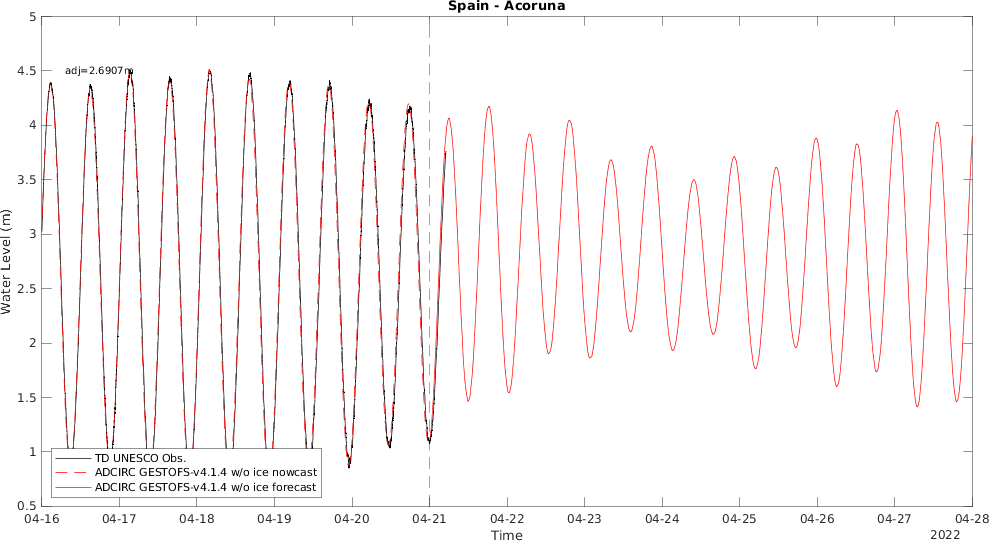 Spain - Acoruna
adj=2.6907m
Water Level (m)
5
4.5
4
3.5
3
2.5
2
1.5
1
0.5
TD UNESCO Obs.
ADCIRC GESTOFS-v4.1.4 w/o ice nowcast
ADCIRC GESTOFS-v4.1.4 w/o ice forecast
04-16 04-17 04-18 04-19 04-20 04-21 04-22 04-23 04-24 04-25 04-26 04-27 04-28
Time
2022